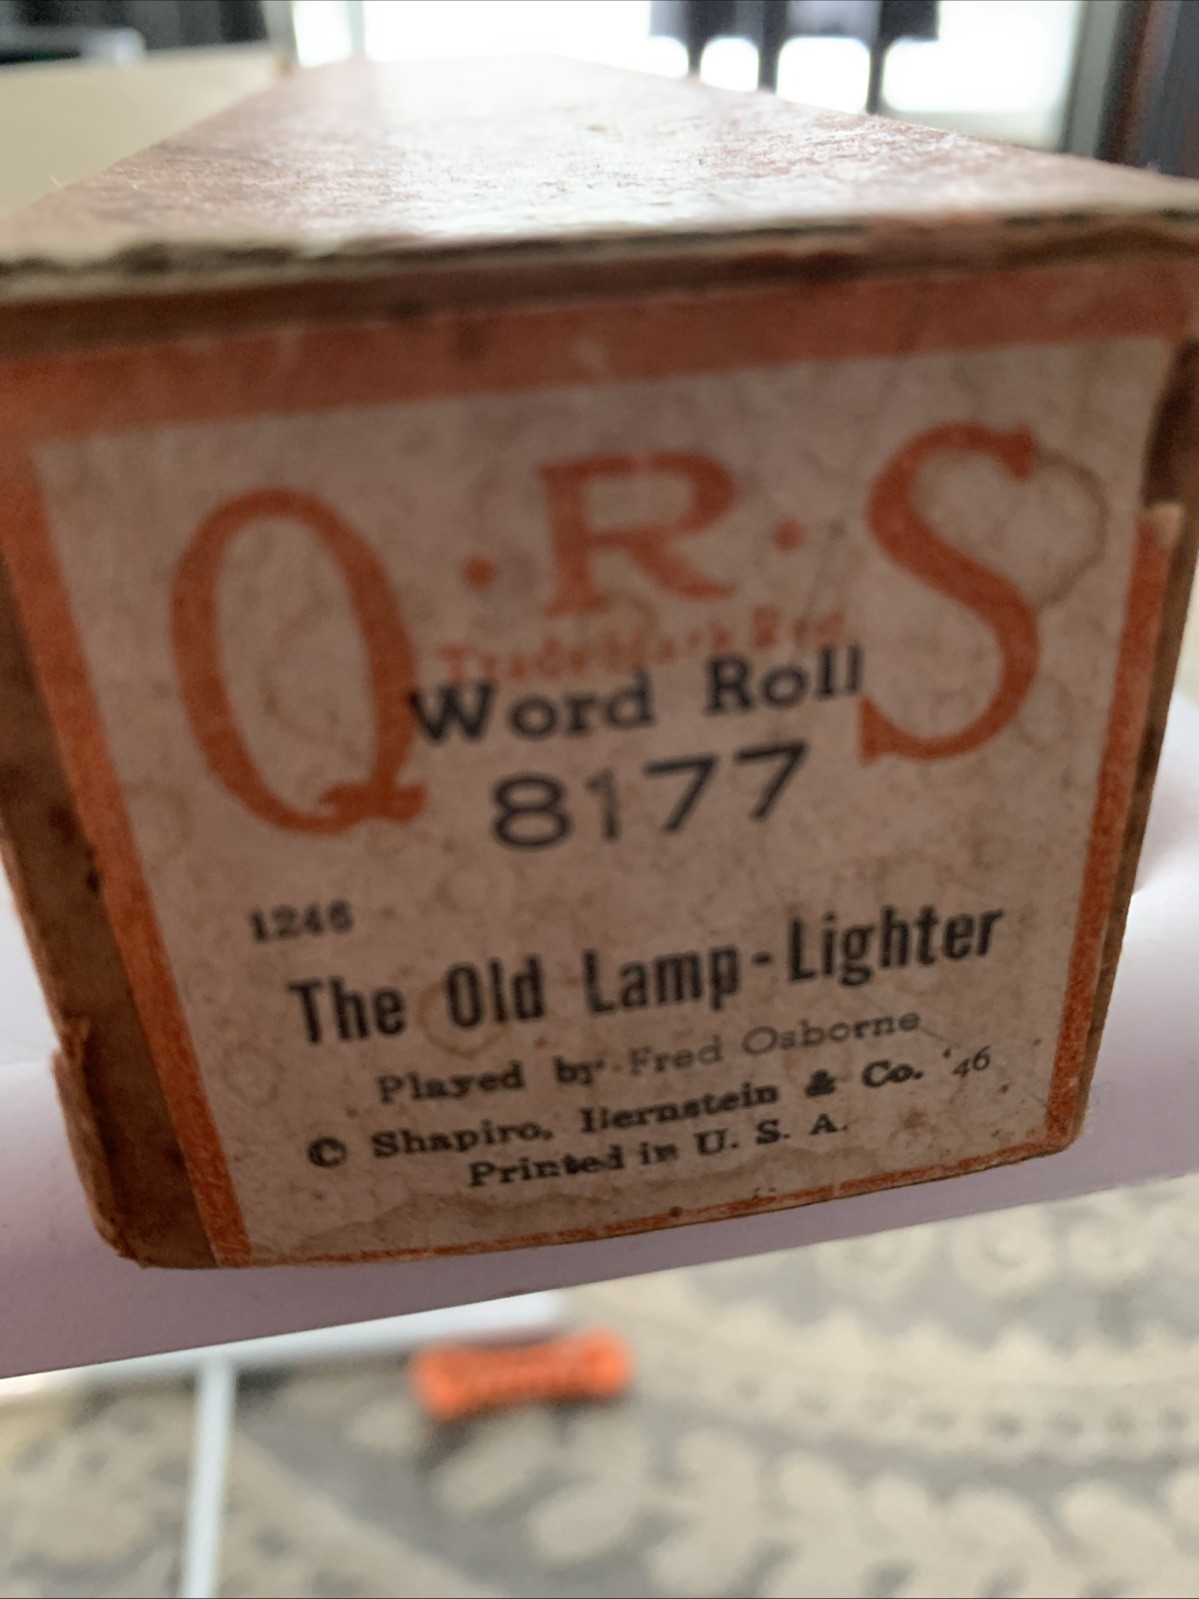 Q·R·S
Trade Mark Reg
Word Roll
8177
1246
The Old Lamp-Lighter
Played by Fred Osborne
© Shapiro, Bernstein & Co. '46
Printed in U. S. A.